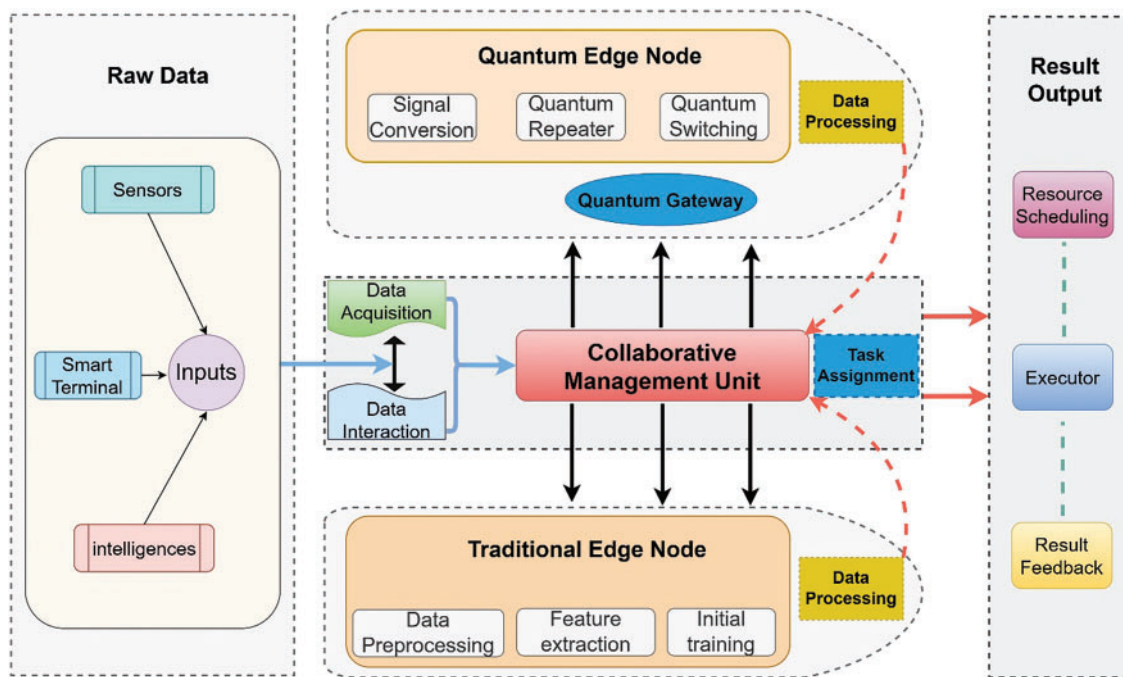 Raw Data
Sensors
Smart
Terminal
Inputs
intelligences
Quantum Edge Node
Signal
Conversion
Quantum
Repeater
Quantum
Switching
Data
Processing
Quantum Gateway
Data
Acquisition
Data
Interaction
Collaborative
Management Unit
Task
Assignment
Traditional Edge Node
Data
Preprocessing
Feature
extraction
Initial
training
Data
Processing
Result
Output
Resource
Scheduling
Executor
Result
Feedback